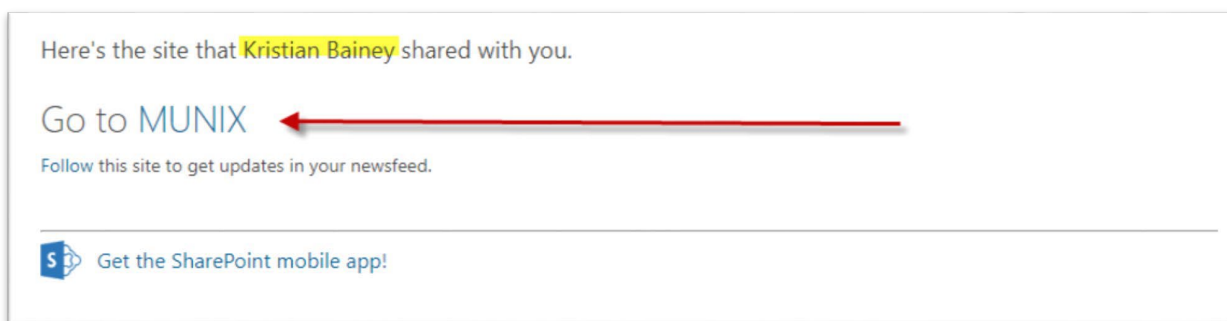 Here's the site that Kristian Bainey shared with you.
Go to MUNIX
Follow this site to get updates in your newsfeed.
S Get the SharePoint mobile app!